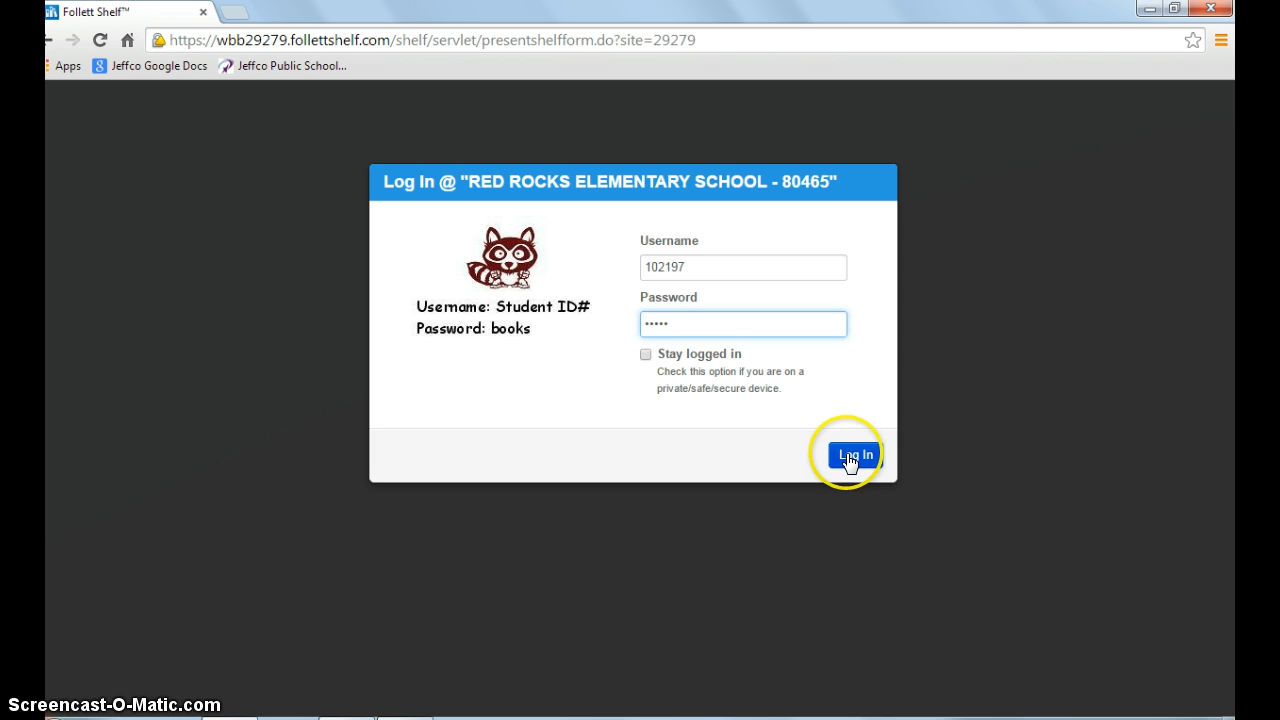 Follett Shelf™
https://wbb29279.follettshelf.com/shelf/servlet/presentshelfform.do?site=29279
Apps Jeffco Google Docs Jeffco Public School...
Log In @ "RED ROCKS ELEMENTARY SCHOOL - 80465"
Username: Student ID#
Password: books
Username
102197
Password
•••••
Stay logged in
Check this option if you are on a
private/safe/secure device.
Log In
Screencast-O-Matic.com